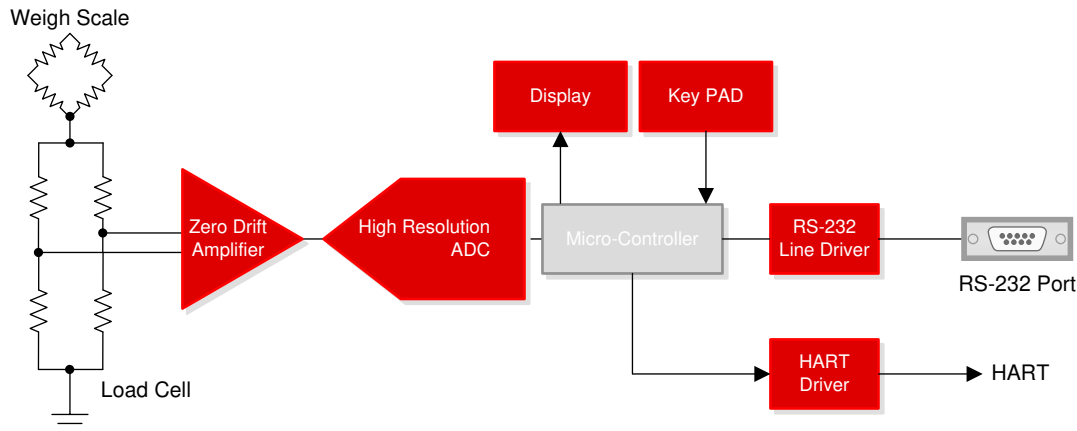 Weigh Scale
Display
Key PAD
Zero Drift
Amplifier
High Resolution
ADC
Micro-Controller
RS-232
Line Driver
RS-232 Port
HART
Driver
HART
Load Cell